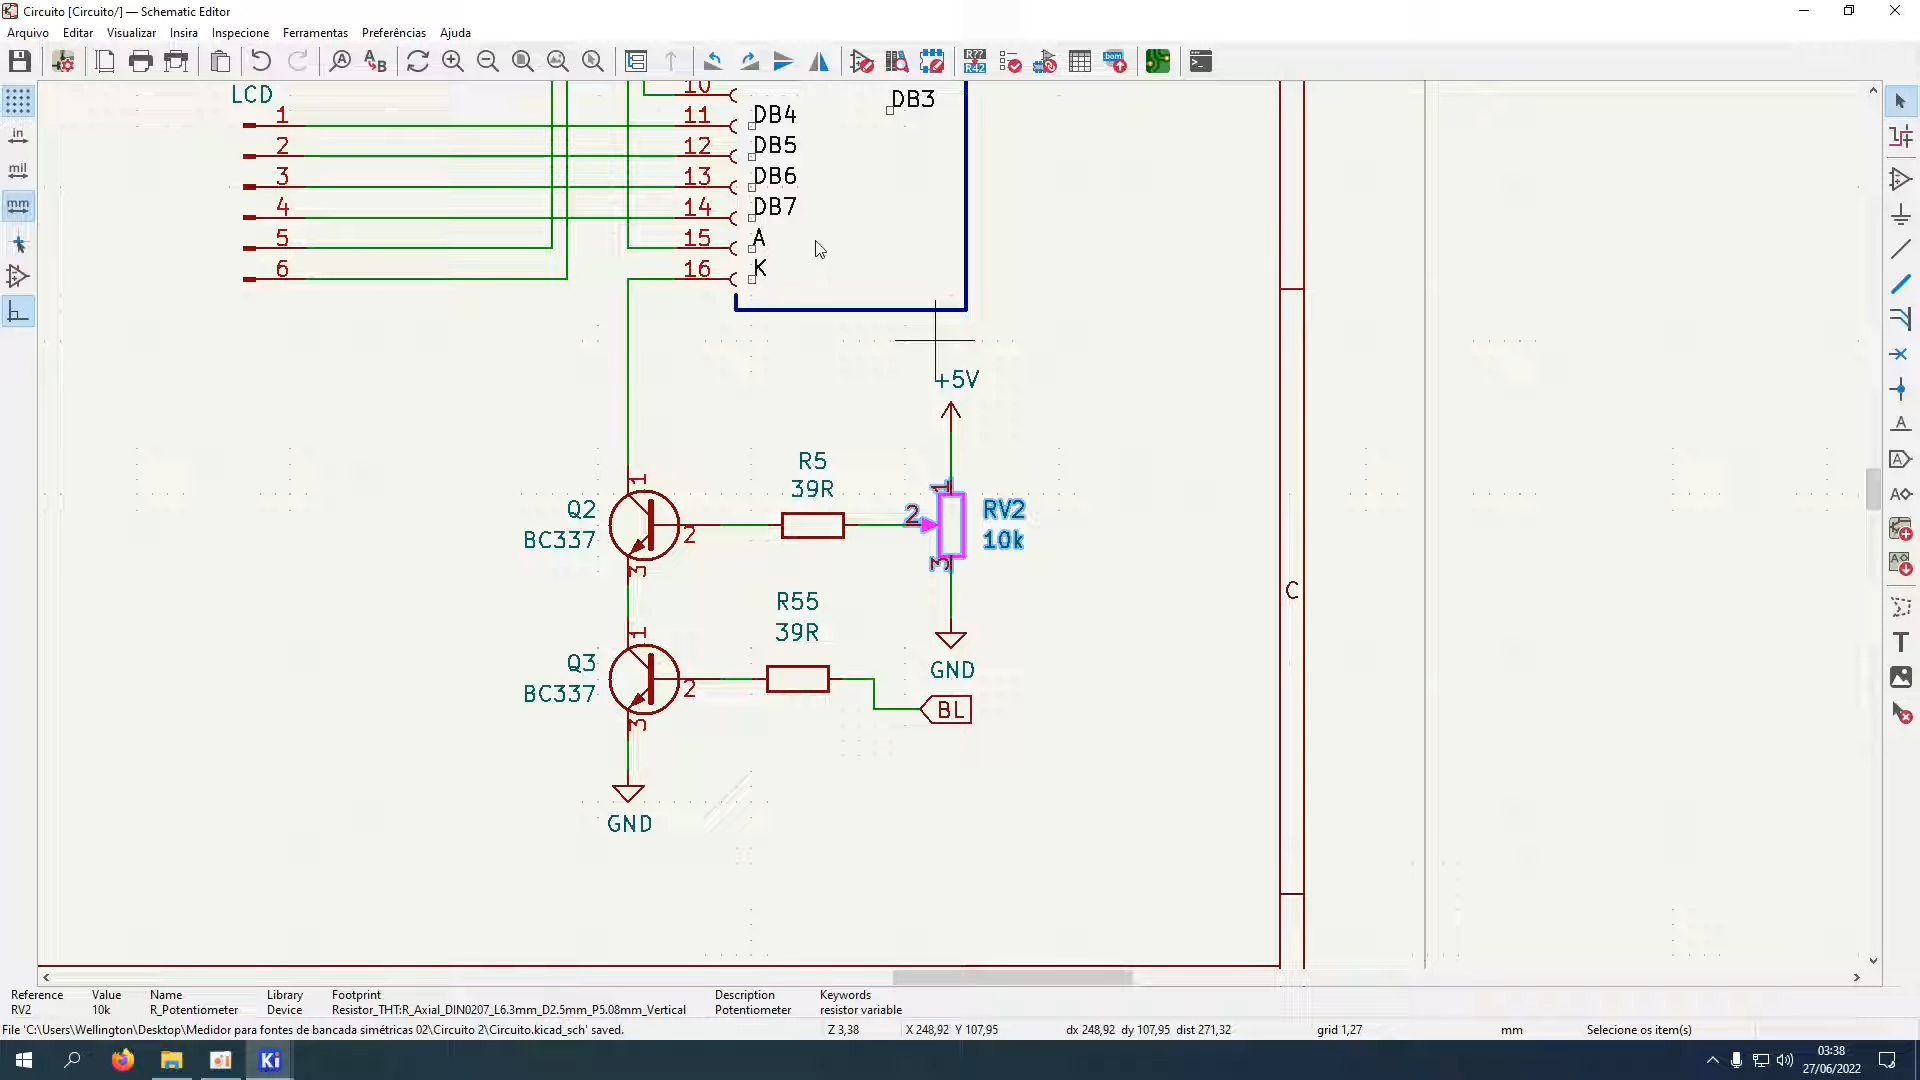 Circuito [Circuito/] — Schematic Editor
Arquivo Editar Visualizar Insira Inspecione Ferramentas Preferências Ajuda
LCD
10
DB3
1
11
DB4
2
12
DB5
3
13
DB6
4
14
DB7
5
15
A
6
16
K
+5V
R5
39R
1
1
Q2
BC337
2
2
RV2
10k
3
3
R55
39R
1
GND
Q3
BC337
2
3
BL
GND
C
in
mil
mm
R??
R42
bom
A
T
Reference Value Name Library Footprint Description Keywords
RV2 10k R_Potentiometer Device Resistor_THT:R_Axial_DIN0207_L6.3mm_D2.5mm_P5.08mm_Vertical Potentiometer resistor variable
File 'C:\Users\Wellington\Desktop\Medidor para fontes de bancada simétricas 02\Circuito 2\Circuito.kicad_sch' saved. Z 3,38 X 248,92 Y 107,95 dx 248,92 dy 107,95 dist 271,32 grid 1,27 mm Selecione os item(s)
Ki
03:38
27/06/2022